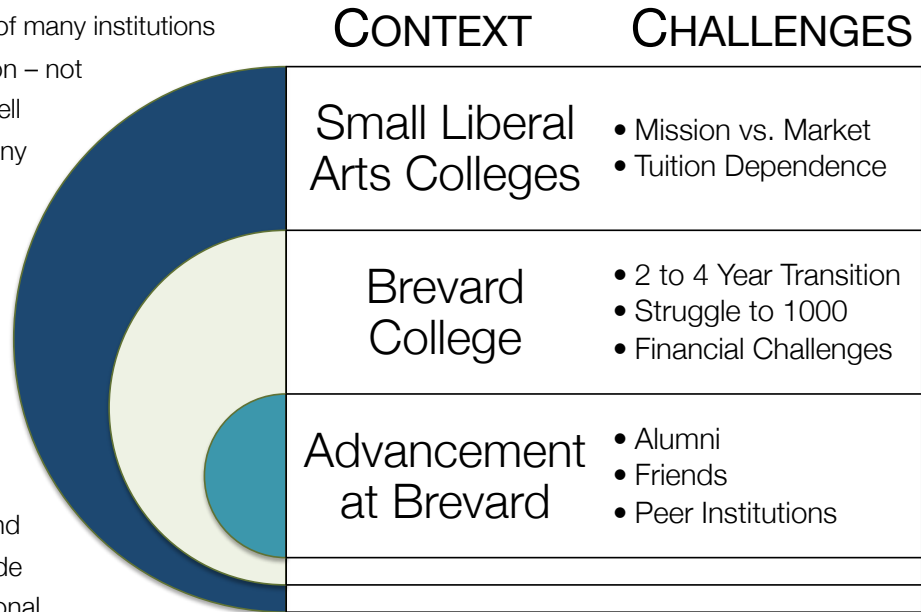 of many institutions
on – not
ell
ny
nd
de
onal
CONTEXT
CHALLENGES
Small Liberal
Arts Colleges
• Mission vs. Market
• Tuition Dependence
Brevard
College
• 2 to 4 Year Transition
• Struggle to 1000
• Financial Challenges
Advancement
at Brevard
• Alumni
• Friends
• Peer Institutions